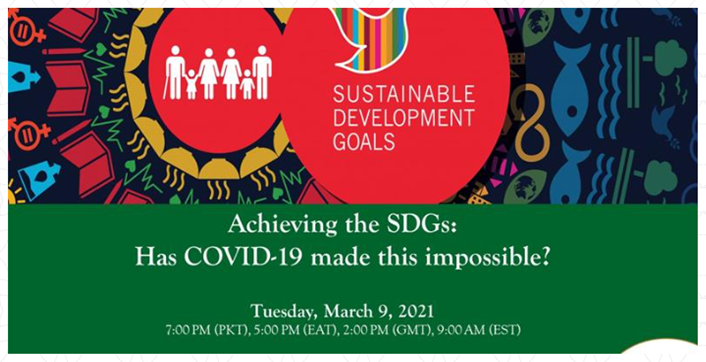 SUSTAINABLE
DEVELOPMENT
GOALS
Achieving the SDGs:
Has COVID-19 made this impossible?
Tuesday, March 9, 2021
7:00 PM (PKT), 5:00 PM (EAT), 2:00 PM (GMT), 9:00 AM (EST)